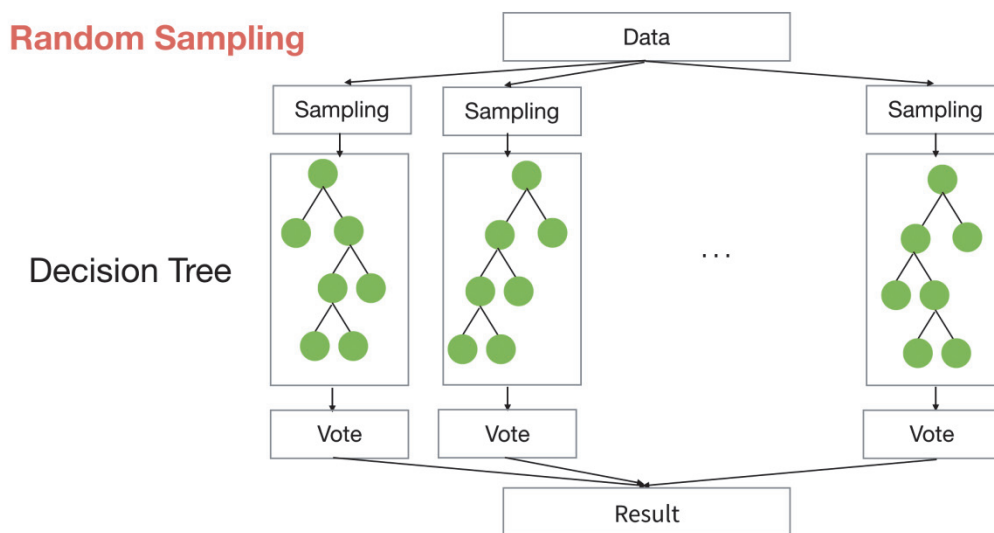 Random Sampling
Data
Sampling
Sampling
Sampling
Decision Tree
...
Vote
Vote
Vote
Result